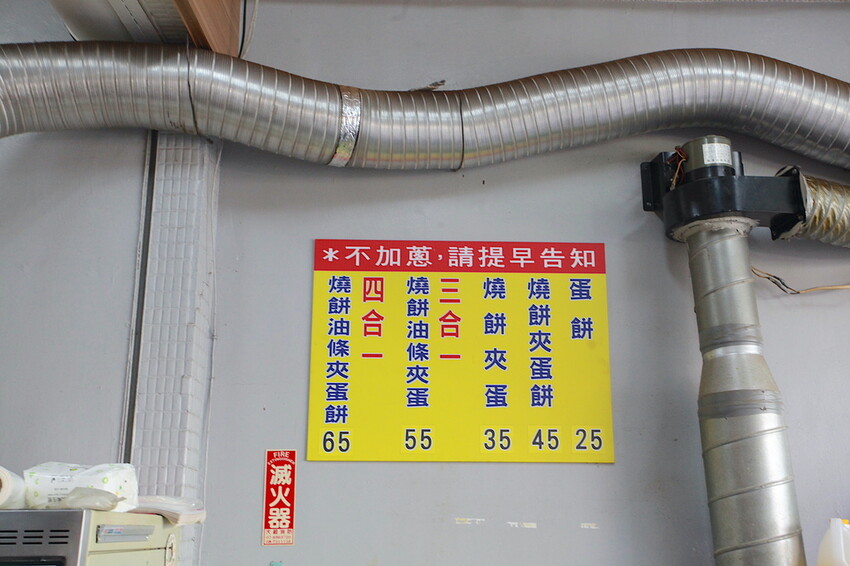 *不加蔥，請提早告知
蛋餅
25
燒餅夾蛋餅
45
燒餅夾蛋
35
三合一
燒餅油條夾蛋
55
四合一
燒餅油條夾蛋餅
65
FIRE
滅火器